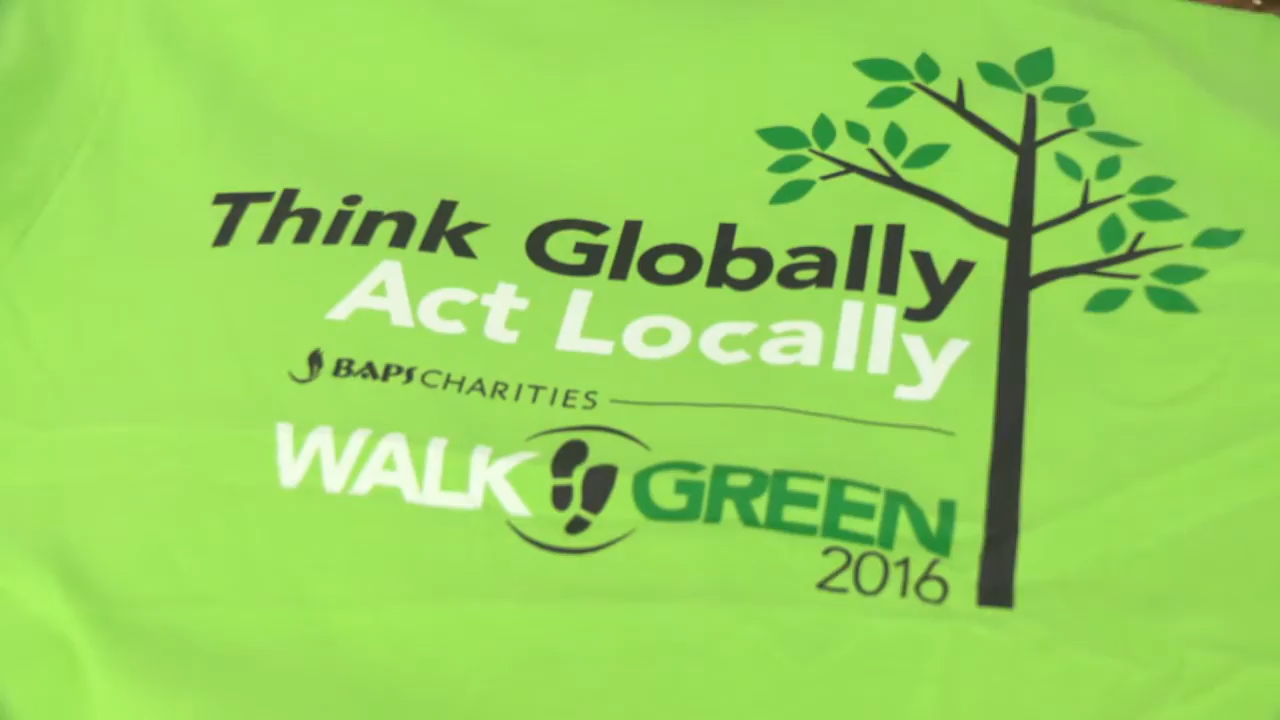 Think Globally
Act Locally
BAPS CHARITIES
WALK GREEN
2016